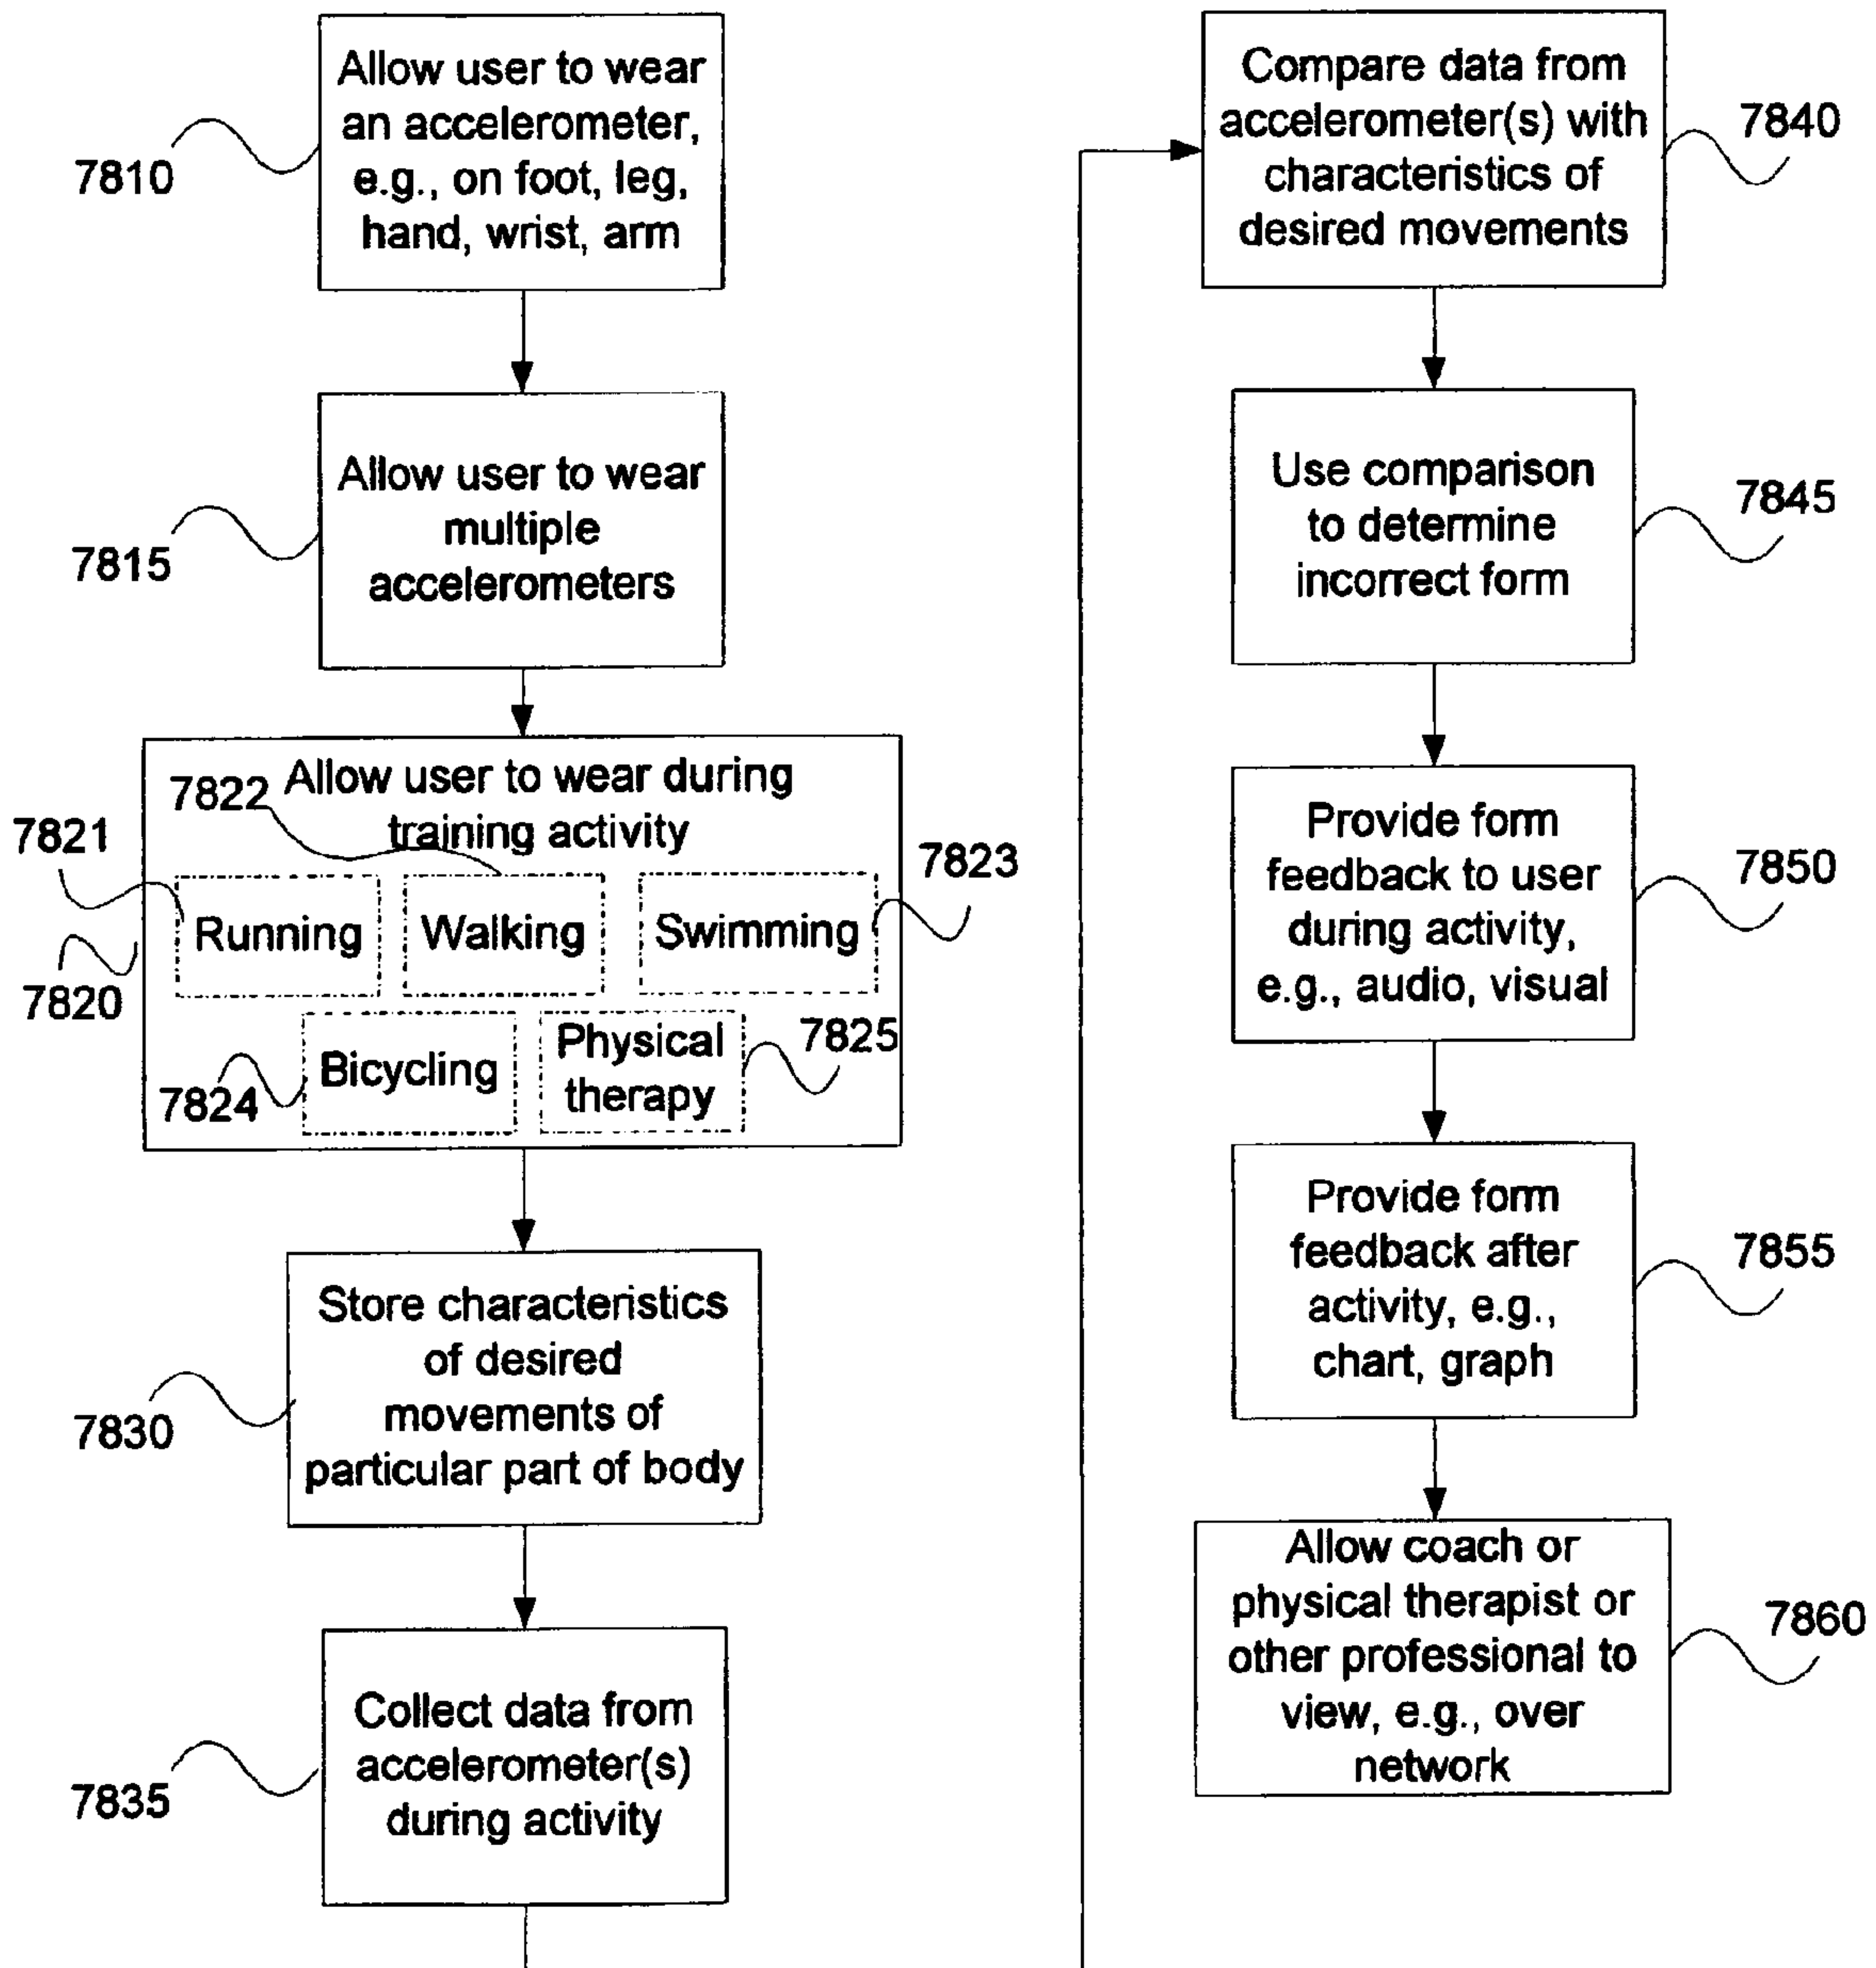 Allow user to wear
an accelerometer,
e.g., on foot, leg,
hand, wrist, arm
7810
Allow user to wear
multiple
accelerometers
7815
Allow user to wear during
training activity
7822
7821
7823
Running
Walking
Swimming
7820
Bicycling
Physical
therapy
7825
7824
Store characteristics
of desired
movements of
particular part of body
7830
Collect data from
accelerometer(s)
during activity
7835
Compare data from
accelerometer(s) with
characteristics of
desired movements
7840
Use comparison
to determine
incorrect form
7845
Provide form
feedback to user
during activity,
e.g., audio, visual
7850
Provide form
feedback after
activity, e.g.,
chart, graph
7855
Allow coach or
physical therapist or
other professional to
view, e.g., over
network
7860